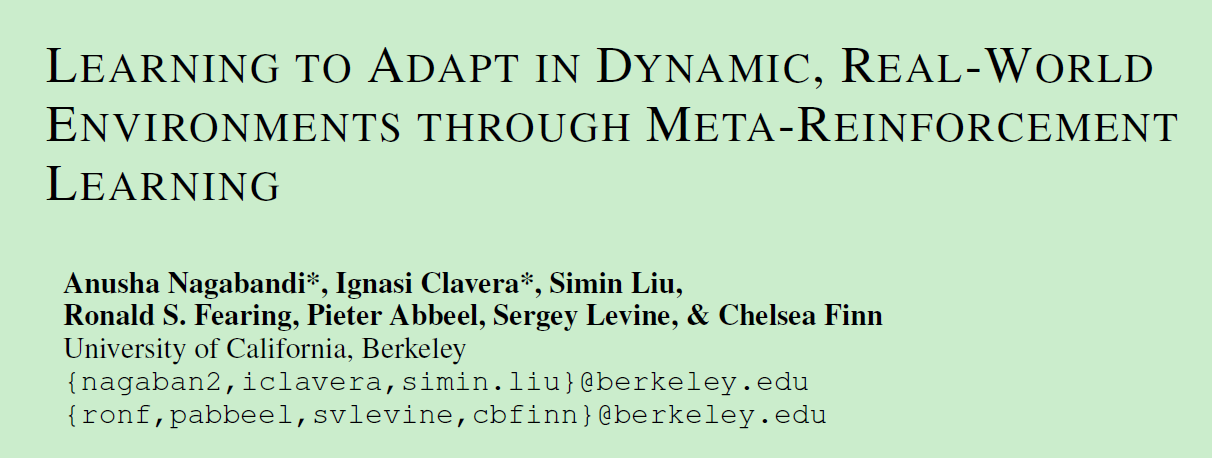 LEARNING TO ADAPT IN DYNAMIC, REAL-WORLD
ENVIRONMENTS THROUGH META-REINFORCEMENT
LEARNING
Anusha Nagabandi*, Ignasi Clavera*, Simin Liu,
Ronald S. Fearing, Pieter Abbeel, Sergey Levine, & Chelsea Finn
University of California, Berkeley
{nagaban2,iclavera,simin.liu}@berkeley.edu
{ronf,pabbeel,svlevine,cbfinn}@berkeley.edu